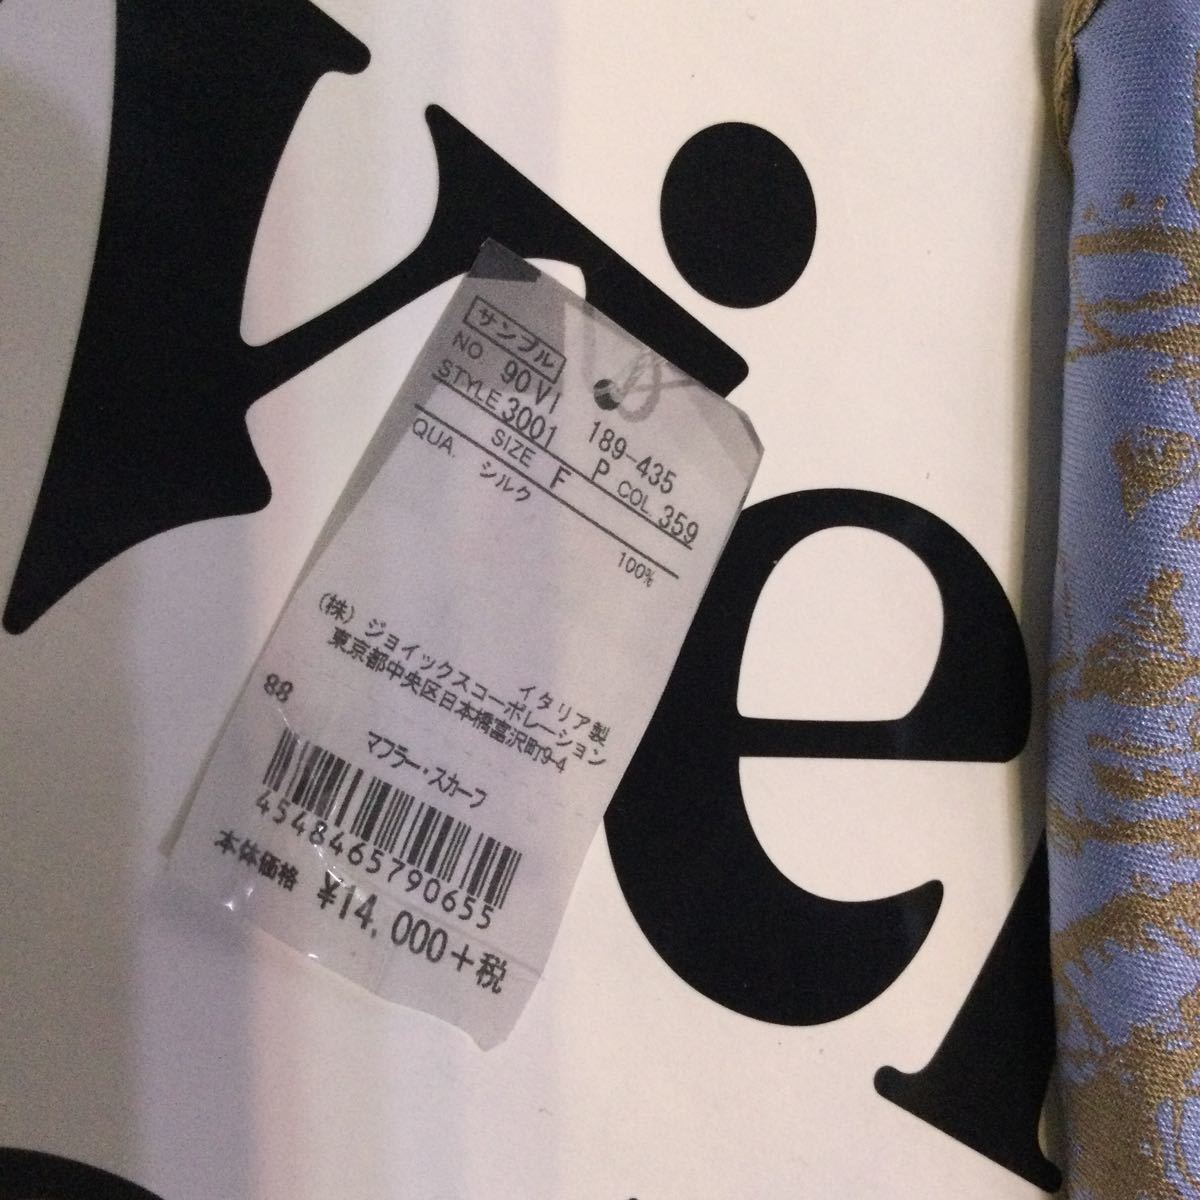 vie
サンプル
NO. 90 V1 189-435
STYLE 3001 P COL. 359
SIZE F
QUA. シルク 100%
イタリア製
(株) ジョイックスコーポレーション
東京都中央区日本橋富沢町9-4
88 マフラー・スカーフ
4548465790655
本体価格 ¥14,000+税